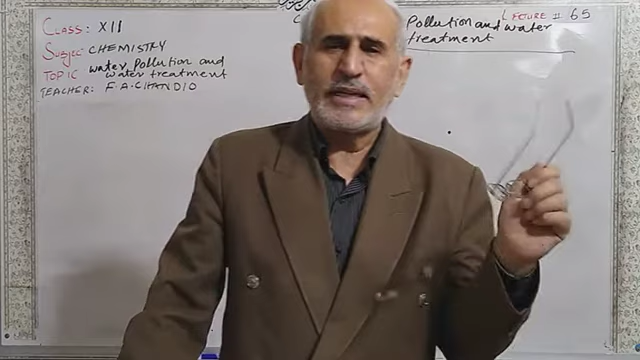 CLASS: XII
SUBJECT: CHEMISTRY
TOPIC water pollution and
water treatment
TEACHER: F.A.CHANDIO
LECTURE # 65
Pollution and water
treatment